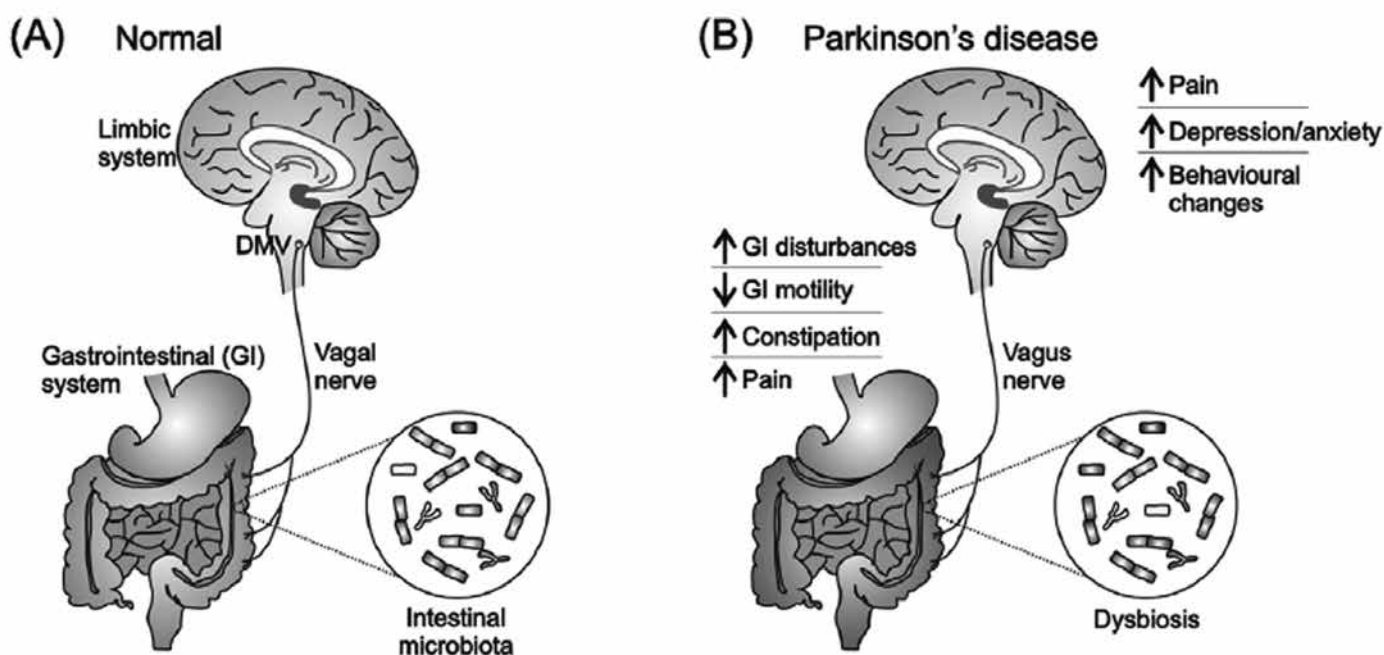 (A) Normal
Limbic
system
DMV
Gastrointestinal (GI)
system
Vagal
nerve
Intestinal
microbiota
(B) Parkinson's disease
↑ Pain
↑ Depression/anxiety
↑ Behavioural
changes
↑ GI disturbances
↓ GI motility
↑ Constipation
↑ Pain
Vagus
nerve
Dysbiosis